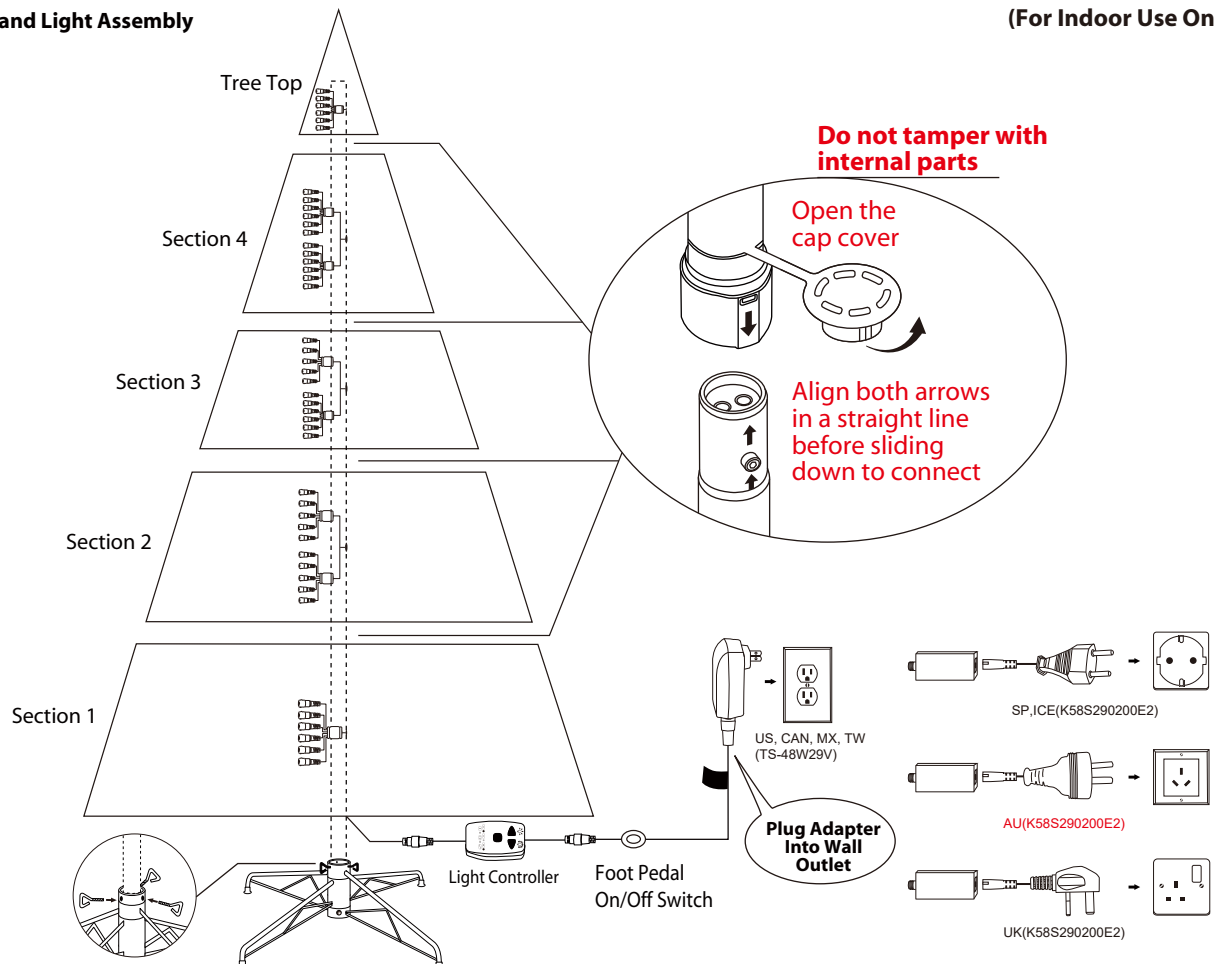 and Light Assembly
(For Indoor Use On
Tree Top
Do not tamper with
internal parts
Open the
cap cover
Section 4
Section 3
Align both arrows
in a straight line
before sliding
down to connect
Section 2
Section 1
US, CAN, MX, TW
(TS-48W29V)
SP,ICE(K58S290200E2)
AU(K58S290200E2)
UK(K58S290200E2)
Plug Adapter
Into Wall
Outlet
Light Controller
Foot Pedal
On/Off Switch